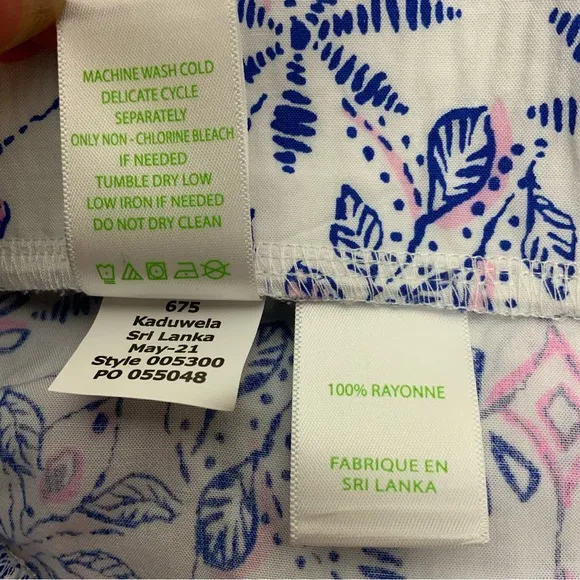 MACHINE WASH COLD
DELICATE CYCLE
SEPARATELY
ONLY NON - CHLORINE BLEACH
IF NEEDED
TUMBLE DRY LOW
LOW IRON IF NEEDED
DO NOT DRY CLEAN
675
Kaduwela
Sri Lanka
May-21
Style 005300
PO 055048
100% RAYONNE
FABRIQUE EN
SRI LANKA